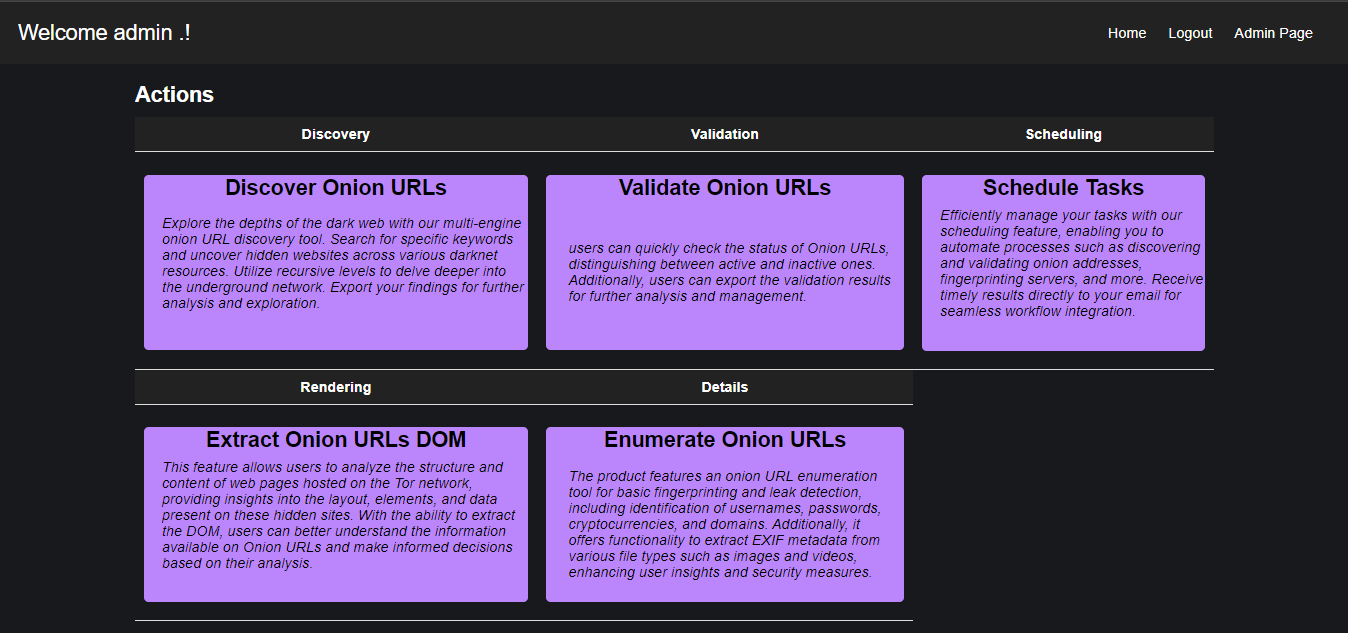 Welcome admin .!
Home Logout Admin Page
Actions
Discovery Validation Scheduling
Discover Onion URLs
Explore the depths of the dark web with our multi-engine
onion URL discovery tool. Search for specific keywords
and uncover hidden websites across various darknet
resources. Utilize recursive levels to delve deeper into
the underground network. Export your findings for further
analysis and exploration.
Validate Onion URLs
users can quickly check the status of Onion URLs,
distinguishing between active and inactive ones.
Additionally, users can export the validation results
for further analysis and management.
Schedule Tasks
Efficiently manage your tasks with our
scheduling feature, enabling you to
automate processes such as discovering
and validating onion addresses,
fingerprinting servers, and more. Receive
timely results directly to your email for
seamless workflow integration.
Rendering Details
Extract Onion URLs DOM
This feature allows users to analyze the structure and
content of web pages hosted on the Tor network,
providing insights into the layout, elements, and data
present on these hidden sites. With the ability to extract
the DOM, users can better understand the information
available on Onion URLs and make informed decisions
based on their analysis.
Enumerate Onion URLs
The product features an onion URL enumeration
tool for basic fingerprinting and leak detection,
including identification of usernames, passwords,
cryptocurrencies, and domains. Additionally, it
offers functionality to extract EXIF metadata from
various file types such as images and videos,
enhancing user insights and security measures.